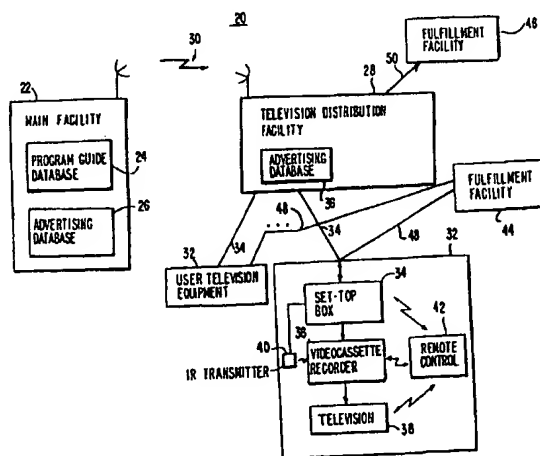 20
30
FULFILLMENT
FACILITY
46
50
22
28
MAIN FACILITY
PROGRAM GUIDE
DATABASE
24
ADVERTISING
DATABASE
26
TELEVISION DISTRIBUTION
FACILITY
ADVERTISING
DATABASE
36
FULFILLMENT
FACILITY
44
48
34
34
48
32
USER TELEVISION
EQUIPMENT
32
34
SET-TOP
BOX
42
REMOTE
CONTROL
36
40
IR TRANSMITTER
VIDEOCASSETTE
RECORDER
TELEVISION
38